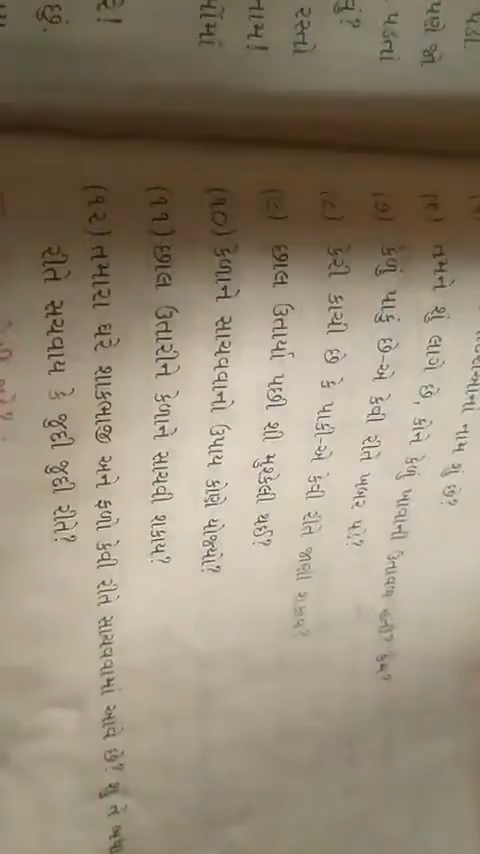 નામ શું છે?
(૬) તમને શું લાગે છે, કોને કેળું ખાવાની ઉતાવળ હતી? કેમ?
(૭) કેળું પાકું છે-એ કેવી રીતે ખબર પડે?
(૮) કેરી કાચી છે કે પાકી-એ કેવી રીતે જાણી શકાય?
(૯) છાલ ઉતાર્યા પછી શી મુશ્કેલી થઈ?
(૧૦) કેળાને સાચવવાનો ઉપાય કોણે યોજ્યો?
(૧૧) છાલ ઉતારીને કેળાને સાચવી શકાય?
(૧૨) તમારા ઘરે શાકભાજી અને ફળો કેવી રીતે સાચવવામાં આવે છે? શું તે બધા
રીતે સચવાય કે જુદી જુદી રીતે?